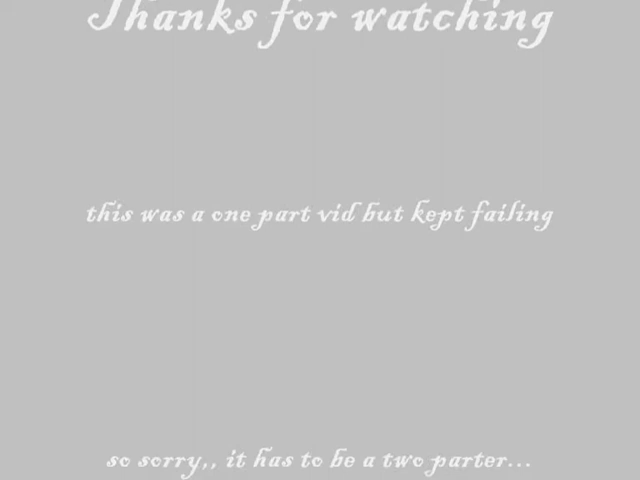 Thanks for watching
this was a one part vid but kept failing
so sorry,, it has to be a two parter...